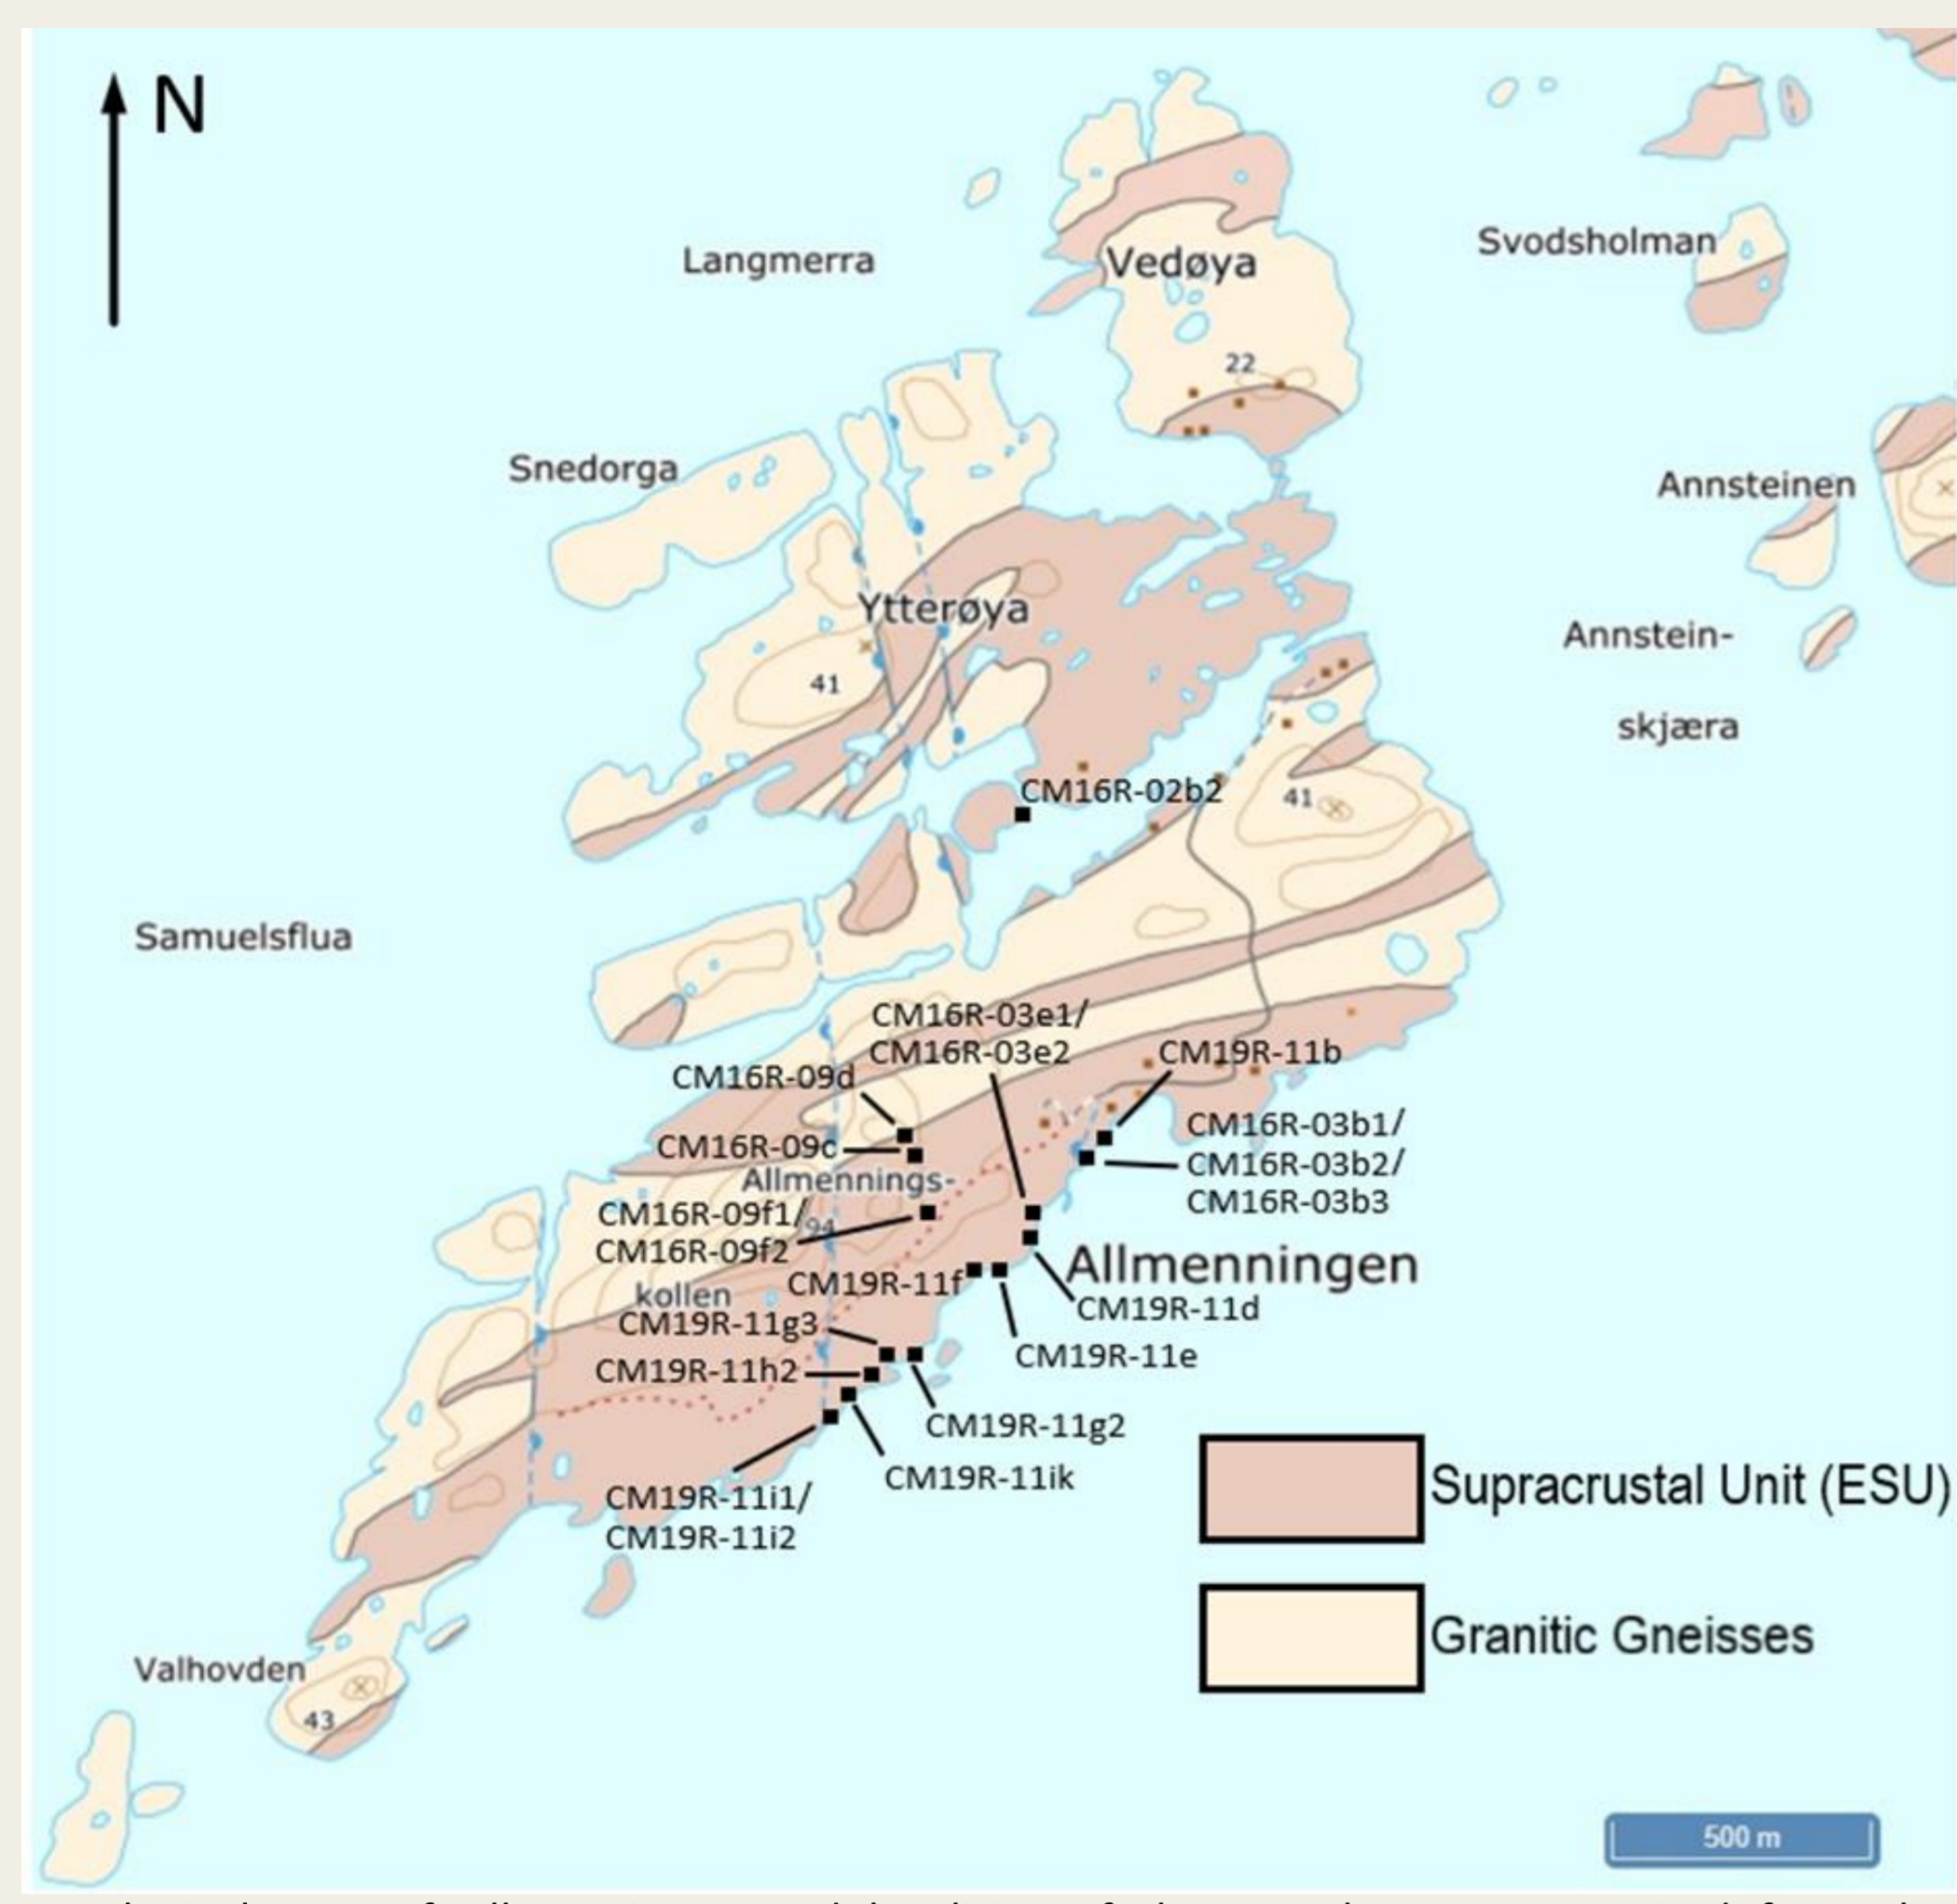 N
Langmerra
Vedøya
Svodsholman
22
Snedorga
Annsteinen
Ytterøya
Annstein-
41
skjæra
CM16R-02b2
41
Samuelsflua
CM16R-03e1/
CM16R-03e2
CM19R-11b
CM16R-09d
CM16R-03b1/
CM16R-03b2/
CM16R-03b3
CM16R-09c
Allmennings-
CM16R-09f1/
CM16R-09f2
94
Allmenningen
CM19R-11f
kollen
CM19R-11d
CM19R-11g3
CM19R-11e
CM19R-11h2
CM19R-11g2
CM19R-11ik
CM19R-11i1/
CM19R-11i2
Supracrustal Unit (ESU)
Granitic Gneisses
Valhovden
43
500 m